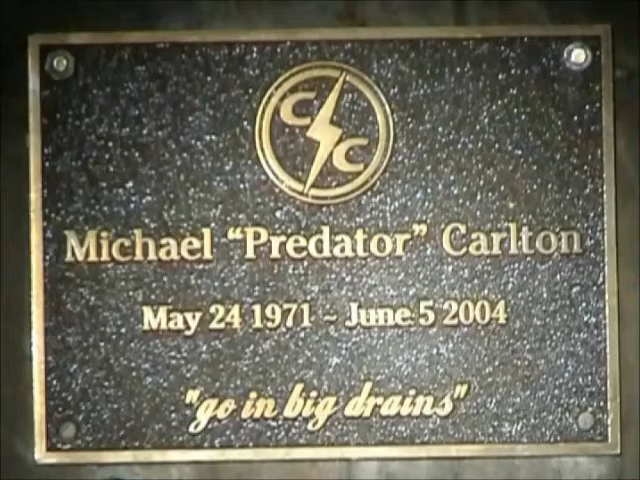 C C
Michael “Predator” Carlton
May 24 1971 ~ June 5 2004
"go in big drains"